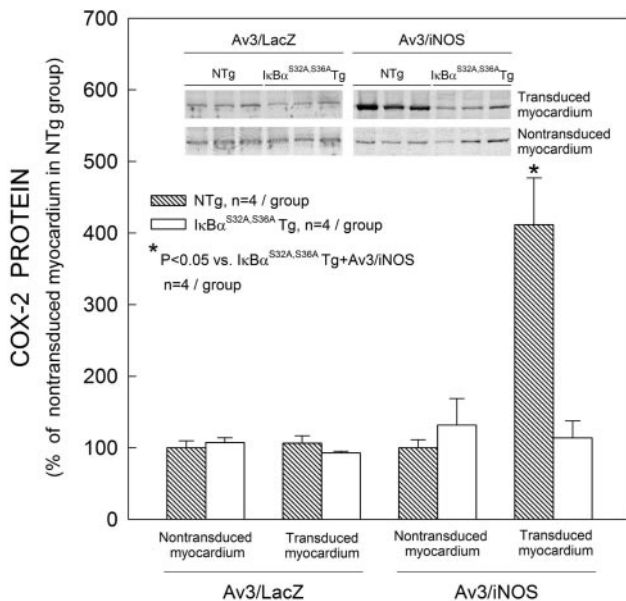 COX-2 PROTEIN
(% of nontransduced myocardium in NTg group)
700
600
500
400
300
200
100
0
Av3/LacZ Av3/iNOS
NTg IκBα^S32A,S36A Tg NTg IκBα^S32A,S36A Tg
Transduced
myocardium
Nontransduced
myocardium
*
NTg, n=4 / group
IκBα^S32A,S36A Tg, n=4 / group
* P<0.05 vs. IκBα^S32A,S36A Tg+Av3/iNOS
n=4 / group
Nontransduced Transduced Nontransduced Transduced
myocardium myocardium myocardium myocardium
Av3/LacZ Av3/iNOS